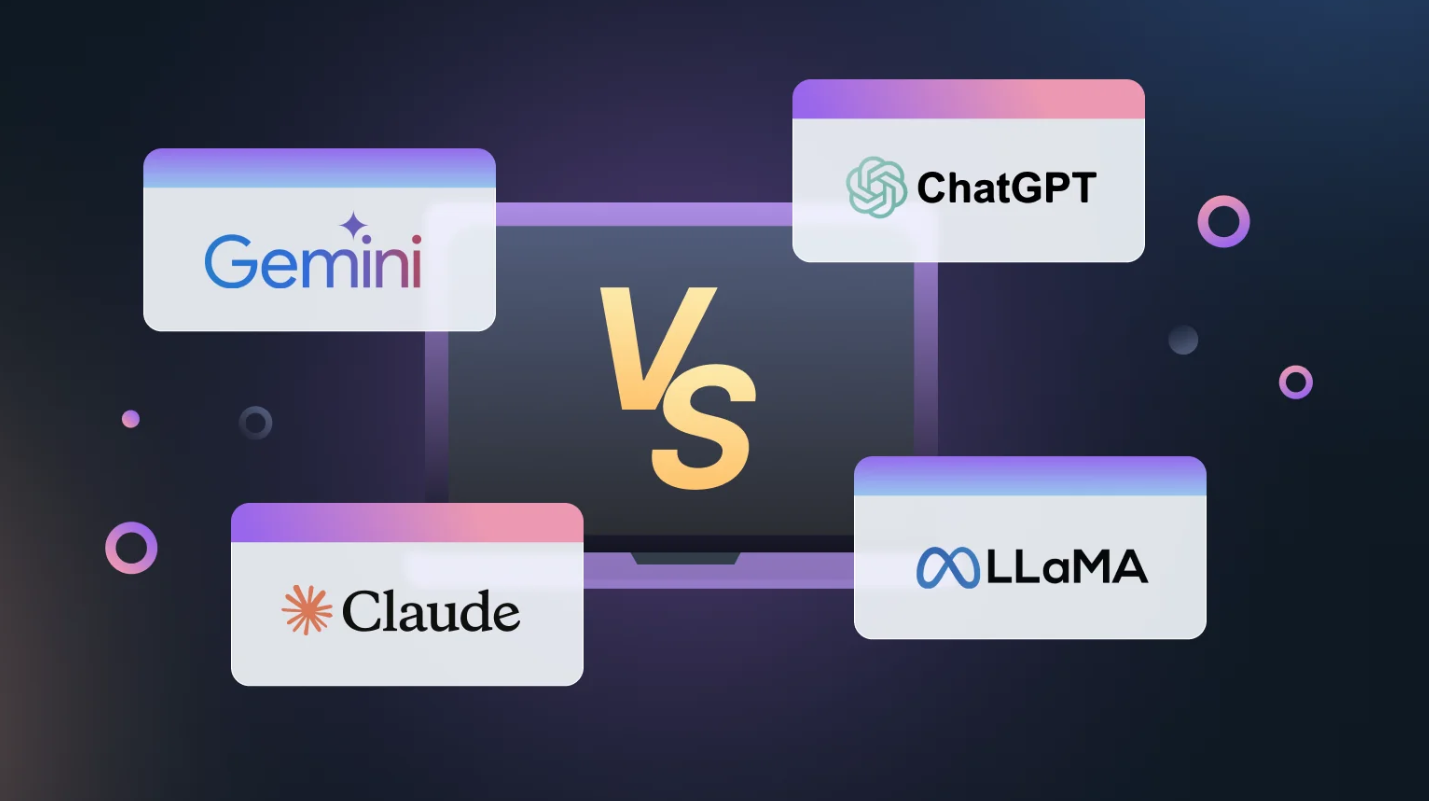 Gemini
ChatGPT
VS
Claude
LLaMA